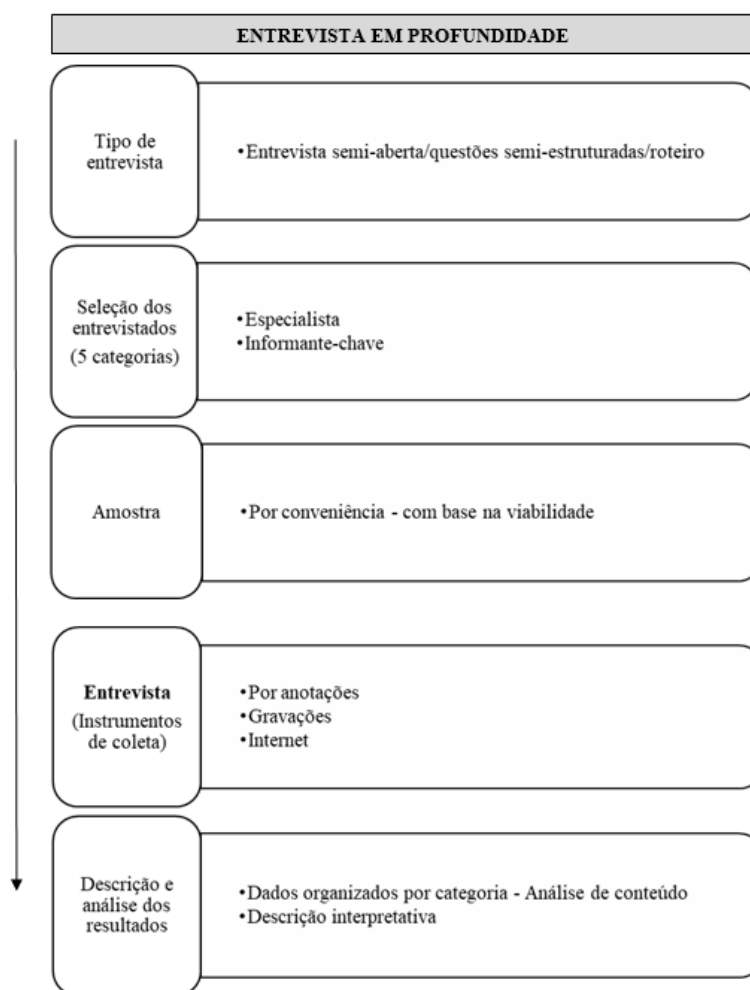 ENTREVISTA EM PROFUNDIDADE
Tipo de
entrevista
•Entrevista semi-aberta/questões semi-estruturadas/roteiro
Seleção dos
entrevistados
(5 categorias)
•Especialista
•Informante-chave
Amostra
•Por conveniência - com base na viabilidade
Entrevista
(Instrumentos
de coleta)
•Por anotações
•Gravações
•Internet
Descrição e
análise dos
resultados
•Dados organizados por categoria - Análise de conteúdo
•Descrição interpretativa